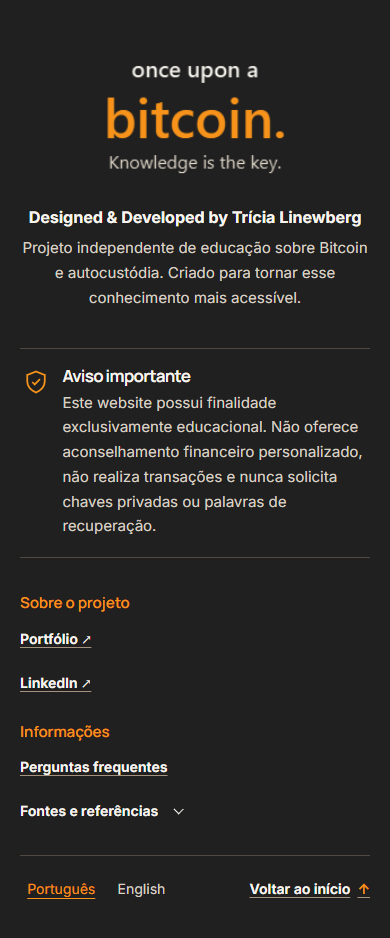 once upon a
bitcoin.
Knowledge is the key.
Designed & Developed by Trícia Linewberg
Projeto independente de educação sobre Bitcoin
e autocustódia. Criado para tornar esse
conhecimento mais acessível.
Aviso importante
Este website possui finalidade
exclusivamente educacional. Não oferece
aconselhamento financeiro personalizado,
não realiza transações e nunca solicita
chaves privadas ou palavras de
recuperação.
Sobre o projeto
Portfólio ↗
LinkedIn ↗
Informações
Perguntas frequentes
Fontes e referências
Português English Voltar ao início ↑